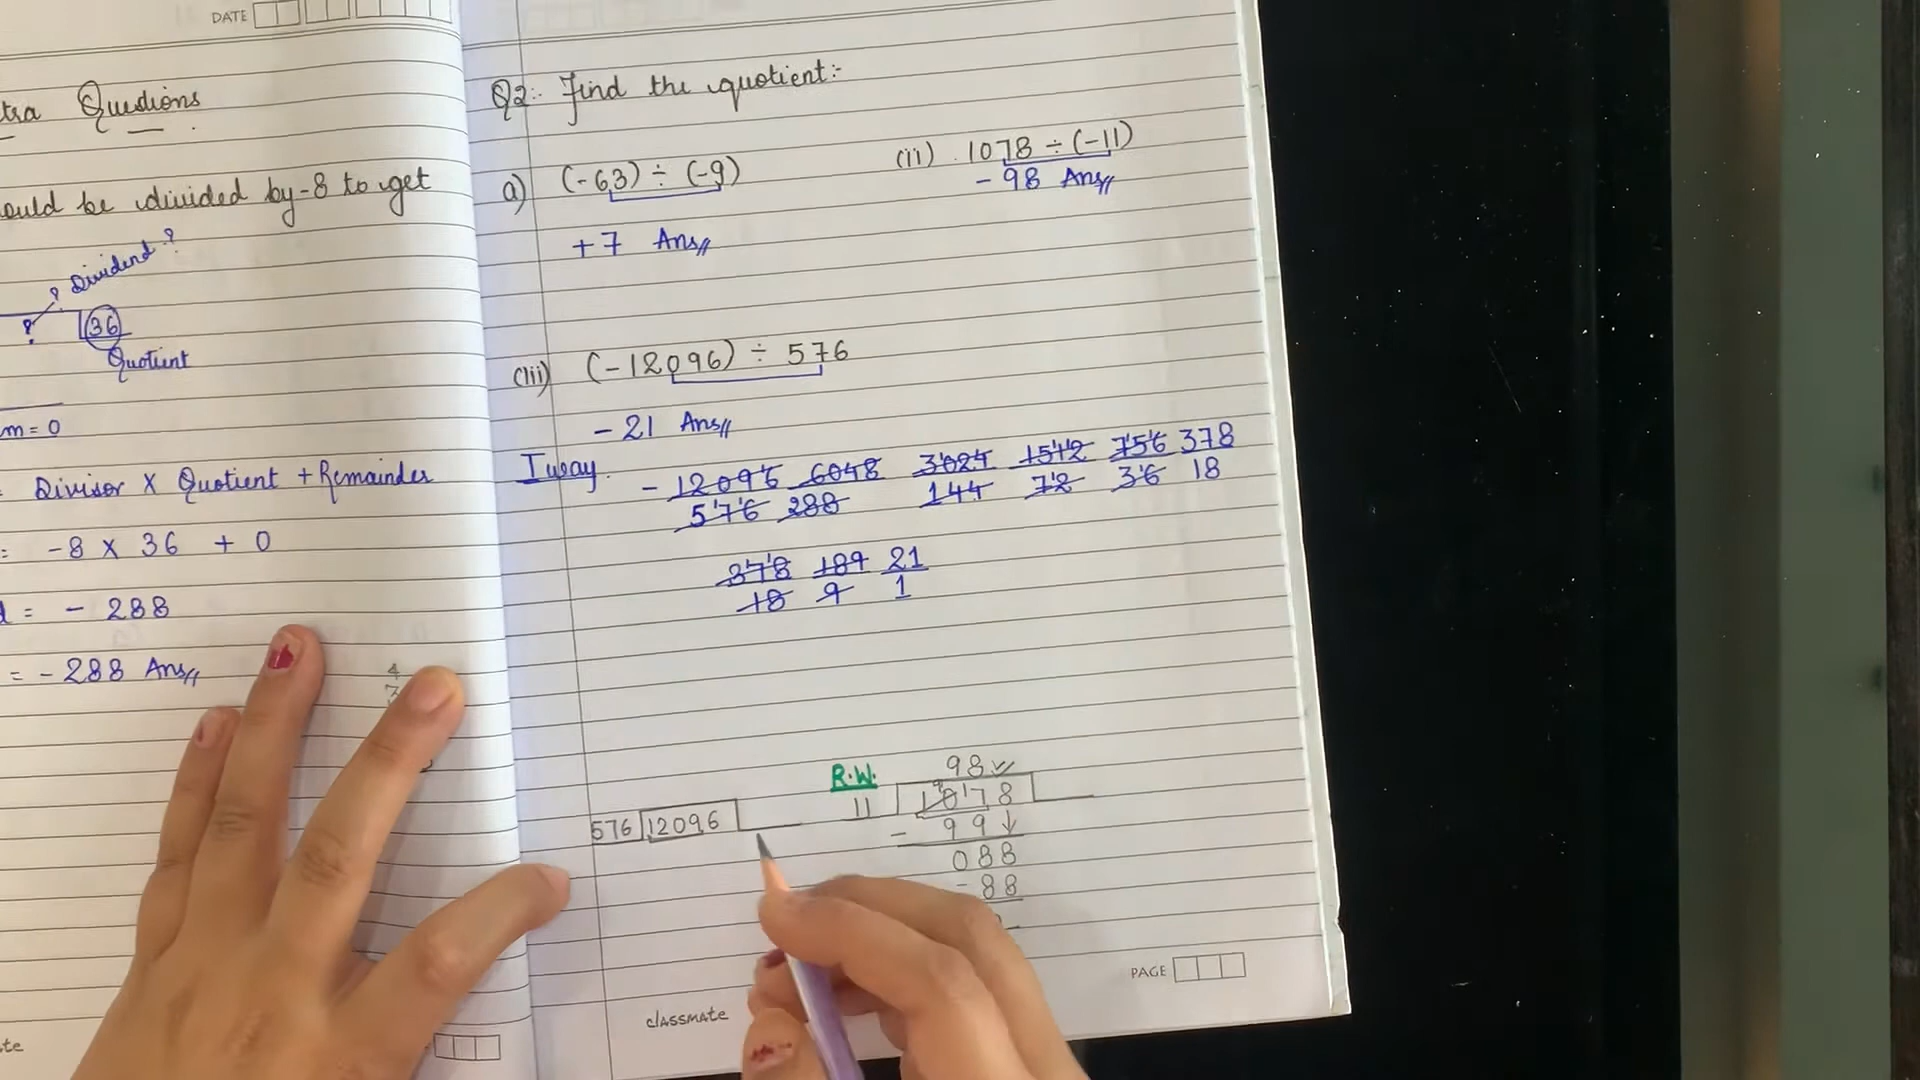 DATE
tra Questions
ould be divided by -8 to get
? Dividend ?
?
36
Quotient
m = 0
= Divisor X Quotient + Remainder
= -8 X 36 + 0
d = - 288
= - 288 Ans
4
3
te
Q2:- Find the quotient:-
a) (-63) ÷ (-9)
+7 Ans
(ii) 1078 ÷ (-11)
- 98 Ans
(iii) (-12096) ÷ 576
- 21 Ans
I way. - 12096 6048 3024 1512 756 378
576 288 144 72 36 18
378 189 21
18 9 1
576 12096
R.W.
98
11 1078
- 99
088
- 88
classmate
PAGE